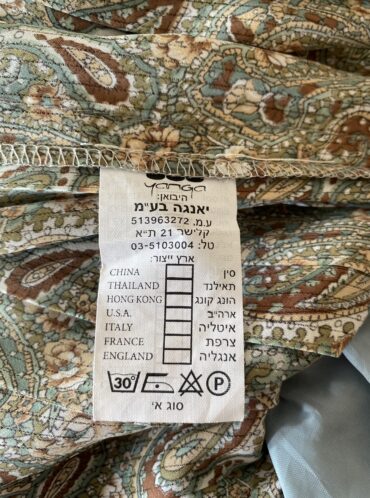 yanga
היבואן:
יאנגה בע"מ
ע.מ. 513963272
קלישר 21 ת"א
טל: 03-5103004
ארץ ייצור:
CHINA סין
THAILAND תאילנד
HONG KONG הונג קונג
U.S.A. ארה"ב
ITALY איטליה
FRANCE צרפת
ENGLAND אנגליה
30° P
סוג א'